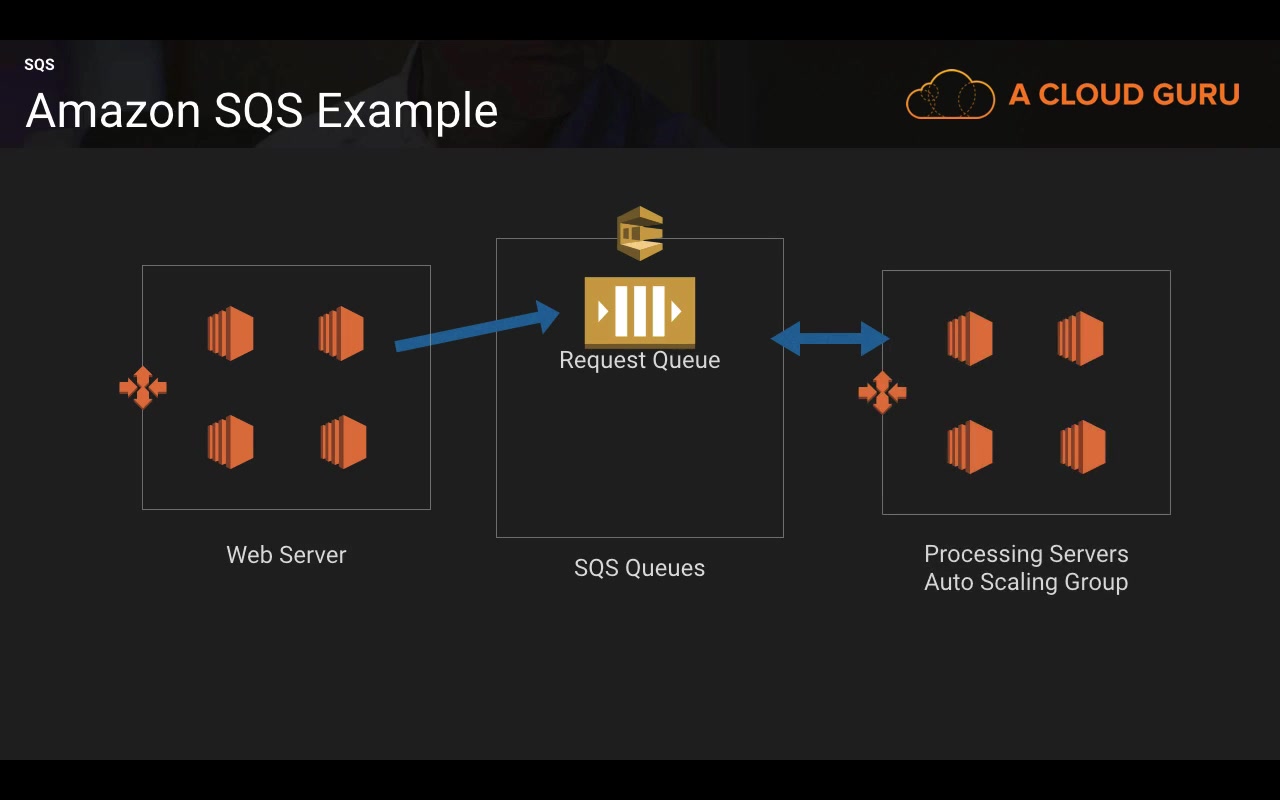 SQS
Amazon SQS Example
A CLOUD GURU
Request Queue
Web Server
SQS Queues
Processing Servers
Auto Scaling Group